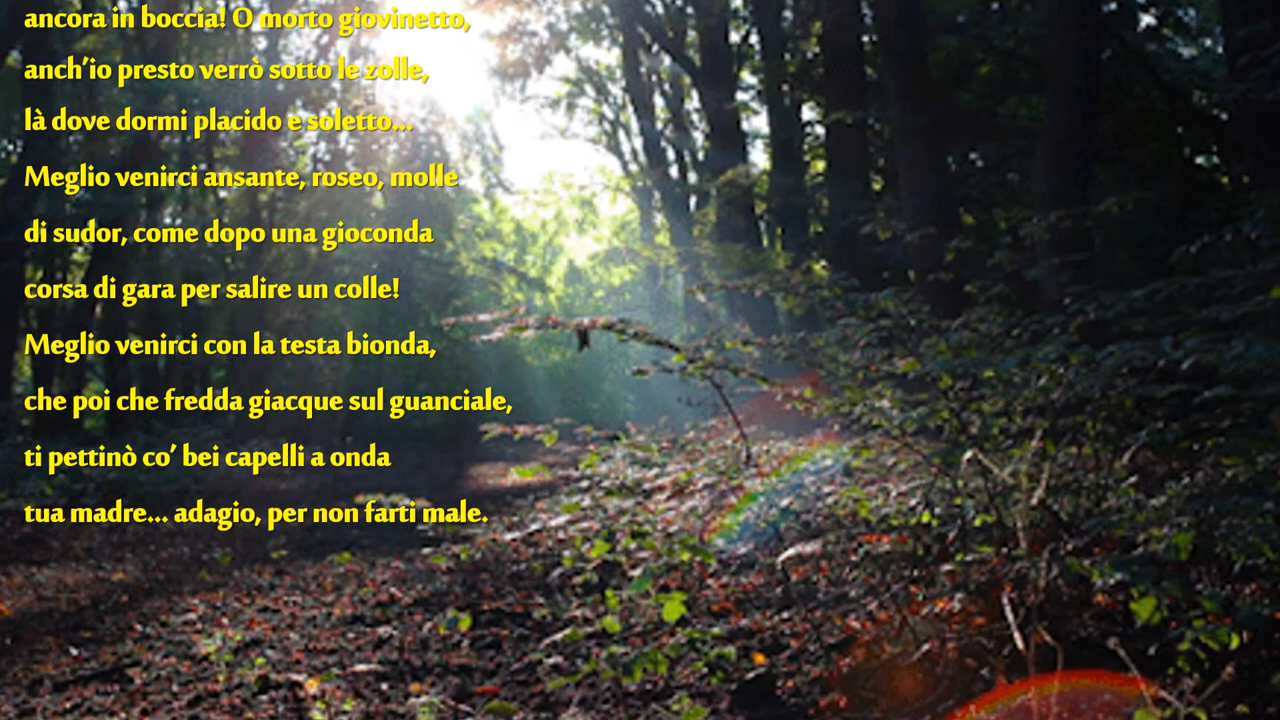 ancora in boccia! O morto giovinetto,
anch’io presto verrò sotto le zolle,
là dove dormi placido e soletto...
Meglio venirci ansante, roseo, molle
di sudor, come dopo una gioconda
corsa di gara per salire un colle!
Meglio venirci con la testa bionda,
che poi che fredda giacque sul guanciale,
ti pettinò co’ bei capelli a onda
tua madre... adagio, per non farti male.